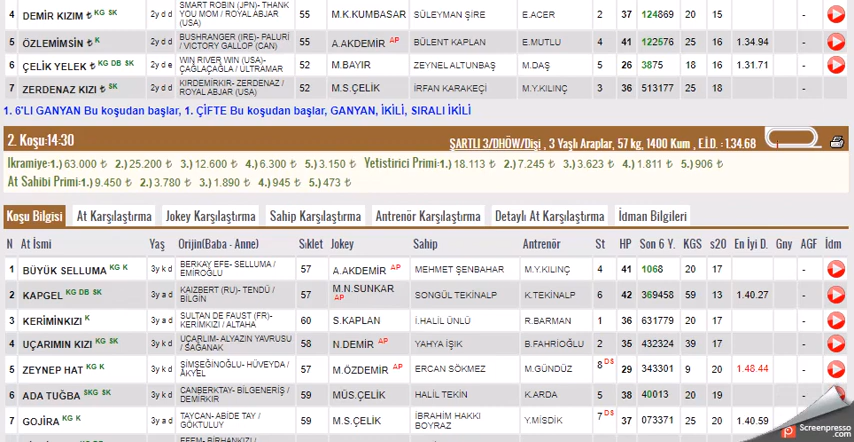 SMART ROBIN (JPN)- THANK
4 DEMİR KIZIM ₺ KG SK 2y d d YOU MOM / ROYAL ABJAR 55 M.K.KUMBASAR SÜLEYMAN ŞİRE E.ACER 2 37 124869 20 15 -
(USA)
5 ÖZLEMİMSİN ₺ K 2y d d BUSHRANGER (IRE)- PALURİ / VICTORY GALLOP (CAN) 55 A.AKDEMİR AP BÜLENT KAPLAN E.MUTLU 4 41 122576 25 16 1.34.94 -
6 ÇELİK YELEK ₺ KG DB SK 2y d e WIN RIVER WIN (USA)- ÇAĞLAÇAĞLA / ULTRAMAR 52 M.BAYIR ZEYNEL ALTUNBAŞ M.DAŞ 5 26 3875 18 16 1.31.71 -
7 ZERDENAZ KIZI ₺ SK 2y d d KIRDEMİRKIR- ZERDENAZ / ROYAL ABJAR (USA) 52 M.S.ÇELİK İRFAN KARAKEÇİ M.Y.KILINÇ 3 36 513177 25 18 -
1. 6'LI GANYAN Bu koşudan başlar, 1. ÇİFTE Bu koşudan başlar, GANYAN, İKİLİ, SIRALI İKİLİ
2. Koşu:14:30 ŞARTLI 3/DHÖW/Dişi , 3 Yaşlı Araplar, 57 kg, 1400 Kum , E.İ.D. : 1.34.68
Ikramiye:1.) 63.000 ₺ 2.) 25.200 ₺ 3.) 12.600 ₺ 4.) 6.300 ₺ 5.) 3.150 ₺ Yetistirici Primi:1.) 18.113 ₺ 2.) 7.245 ₺ 3.) 3.623 ₺ 4.) 1.811 ₺ 5.) 906 ₺
At Sahibi Primi:1.) 9.450 ₺ 2.) 3.780 ₺ 3.) 1.890 ₺ 4.) 945 ₺ 5.) 473 ₺
Koşu Bilgisi At Karşılaştırma Jokey Karşılaştırma Sahip Karşılaştırma Antrenör Karşılaştırma Detaylı At Karşılaştırma İdman Bilgileri
N At İsmi Yaş Orijin(Baba - Anne) Sıklet Jokey Sahip Antrenör St HP Son 6 Y. KGS s20 En İyi D. Gny AGF İdm
1 BÜYÜK SELLUMA KG K 3y k d BERKAY EFE- SELLUMA / EMİROĞLU 57 A.AKDEMİR AP MEHMET ŞENBAHAR M.Y.KILINÇ 4 41 1068 20 17 -
2 KAPGEL KG DB SK 3y a d KAIZBERT (RU)- TENDÜ / BİLGİN 57 M.N.SUNKAR AP SONGÜL TEKİNALP K.TEKİNALP 6 42 369458 59 13 1.40.27 -
3 KERİMİNKIZI K 3y a d SULTAN DE FAUST (FR)- KERİMKIZI / ALTAHA 60 S.KAPLAN İ.HALİL ÜNLÜ R.BARMAN 1 36 631779 20 17 -
4 UÇARIMIN KIZI KG SK 3y k d UÇARLIM- ALYAZIN YAVRUSU / SAĞANAK 58 N.DEMİR AP YAHYA IŞIK B.FAHRİOĞLU 2 35 432324 39 17 -
5 ZEYNEP HAT KG K 3y a d ŞİMŞEĞİNOĞLU- HÜVEYDA / AKYEL 57 M.ÖZDEMİR AP ERCAN SÖKMEZ M.GÜNDÜZ 8 DS 29 343301 9 20 1.48.44 -
6 ADA TUĞBA SKG SK 3y a d CANBERKTAY- BİLGENERİŞ / DEMİRKIR 59 MÜS.ÇELİK HALİL TEKİN K.ARDA 5 38 40013 20 19 -
7 GOJİRA KG K 3y a d TAYCAN- ABİDE TAY / GÖKTULUY 59 M.S.ÇELİK İBRAHİM HAKKI BOYRAZ Y.MİSDİK 7 DS 37 073371 25 20 1.40.59 -
Screenpresso
.com